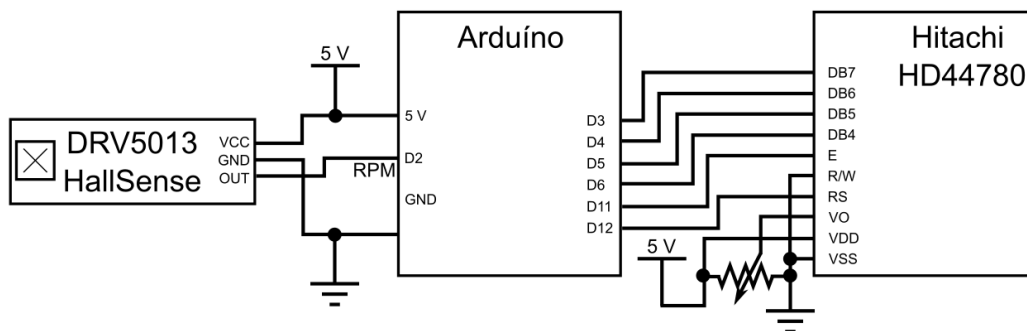 5 V
DRV5013
HallSense
VCC
GND
OUT
RPM
Arduíno
5 V
D2
GND
D3
D4
D5
D6
D11
D12
5 V
Hitachi
HD44780
DB7
DB6
DB5
DB4
E
R/W
RS
VO
VDD
VSS